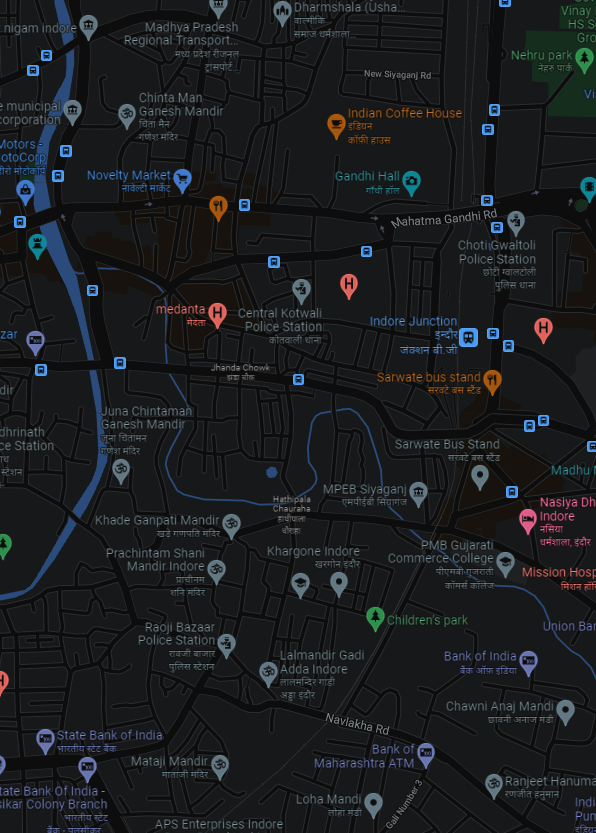 nigam indore
Madhya Pradesh
Regional Transport...
मध्य प्रदेश रीजनल
ट्रांसपोर्ट...
Dharmshala (Usha...
वाल्मीकि...
समाज धर्मशाला...
Vinay
HS S
Gro
Nehru park
नेहरु पार्क
Vi
New Siyaganj Rd
e municipal
corporation
Chinta Man
Ganesh Mandir
चिंता मैन
गणेश मंदिर
Indian Coffee House
इंडियन
कॉफी हाउस
Motors -
otoCorp
हीरो मोटोकॉर्प
Novelty Market
नावेल्टी मार्केट
Gandhi Hall
गाँधी हॉल
Mahatma Gandhi Rd
Choti Gwaltoli
Police Station
छोटी ग्वालटोली
पुलिस थाना
medanta
मेदंता
Central Kotwali
Police Station
कोतवाली थाना
Indore Junction
इन्दौर
जंक्शन बी.जी
zar
Jhanda Chowk
झंडा चौक
Sarwate bus stand
सरवटे बस स्टैंड
dir
Juna Chintaman
Ganesh Mandir
जूना चिंतामन
गणेश मंदिर
dhrinath
ce Station
नाथ
स्टेशन
Sarwate Bus Stand
सरवटे बस स्टैंड
Madhu
MPEB Siyaganj
एमपीईबी सियागंज
Hathipala
Chauraha
हाथीपाला
चौराहा
Nasiya Dh
Indore
नसिया
धर्मशाला, इंदौर
Khade Ganpati Mandir
खड़े गणपति मंदिर
Prachintam Shani
Mandir Indore
प्राचीनम
शनि मंदिर
Khargone Indore
खरगोन इंदौर
PMB Gujarati
Commerce College
पीएमबी गुजराती
कॉमर्स कॉलेज
Mission Hosp
मिशन हॉस्पि
Children's park
Raoji Bazaar
Police Station
रावजी बाजार
पुलिस स्टेशन
Union Ban
Lalmandir Gadi
Adda Indore
लालमन्दिर गाडी
अड्डा इंदौर
Bank of India
बैंक ऑफ़ इंडिया
Chawni Anaj Mandi
छावनी अनाज मंडी
Navlakha Rd
State Bank of India
भारतीय स्टेट बैंक
Bank of
Maharashtra ATM
Mataji Mandir
माताजी मंदिर
tate Bank Of India -
sikar Colony Branch
भारतीय स्टेट
बैंक - पलसीकर
Ranjeet Hanuma
रणजीत हनुमान
Loha Mandi
लोहा मंडी
Gali Number 3
Indi
Pun
APS Enterprises Indore